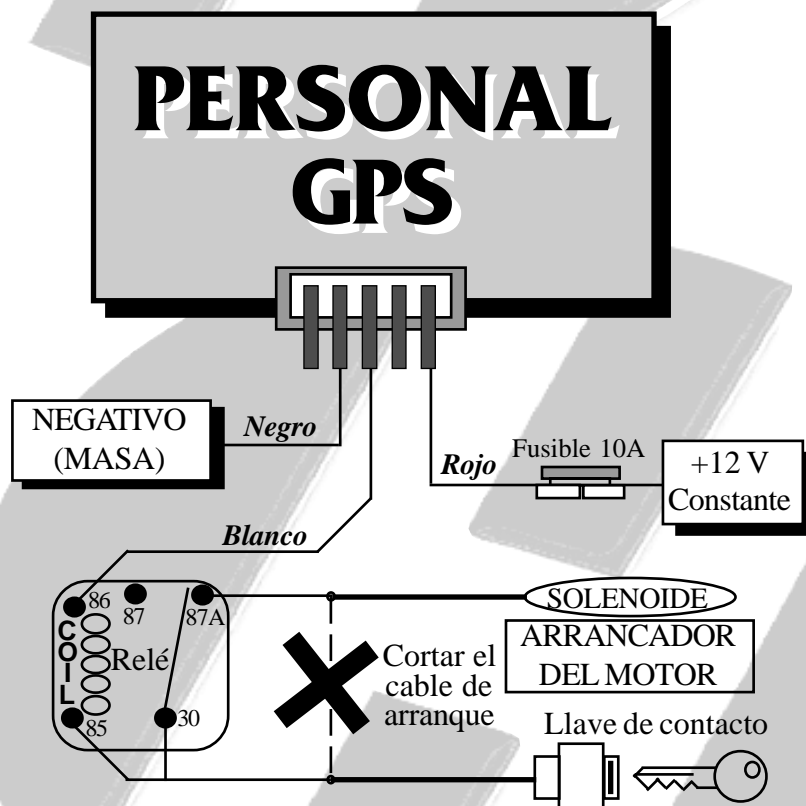 PERSONAL
GPS
NEGATIVO
(MASA)
Negro
Rojo
Fusible 10A
+12 V
Constante
Blanco
86
87
87A
COIL
Relé
85
30
SOLENOIDE
ARRANCADOR
DEL MOTOR
Cortar el
cable de
arranque
Llave de contacto